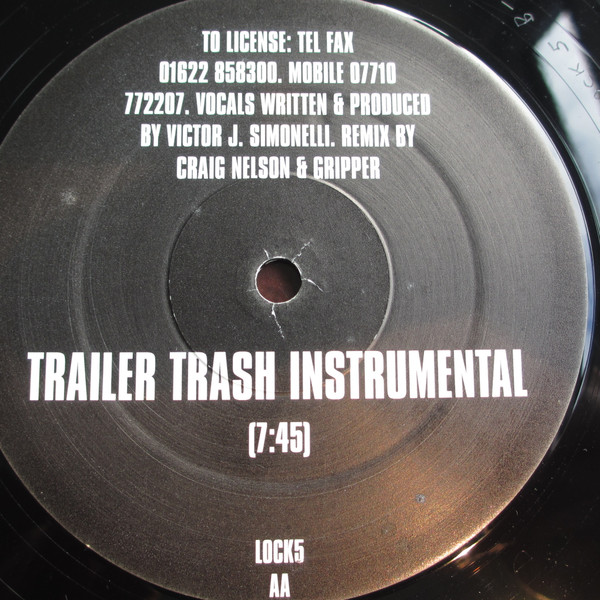 TO LICENSE: TEL FAX
01622 858300. MOBILE 07710
772207. VOCALS WRITTEN & PRODUCED
BY VICTOR J. SIMONELLI. REMIX BY
CRAIG NELSON & GRIPPER
TRAILER TRASH INSTRUMENTAL
(7:45)
LOCK5
AA